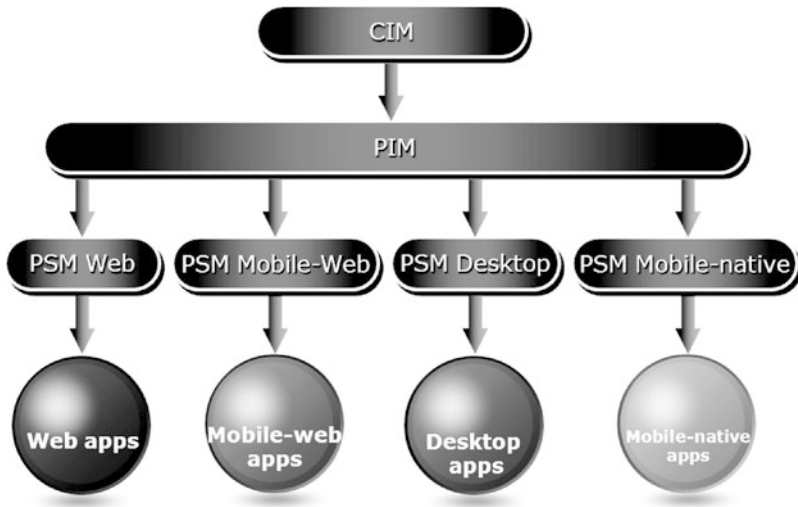 CIM
PIM
PSM Web
PSM Mobile-Web
PSM Desktop
PSM Mobile-native
Web apps
Mobile-web
apps
Desktop
apps
Mobile-native
apps